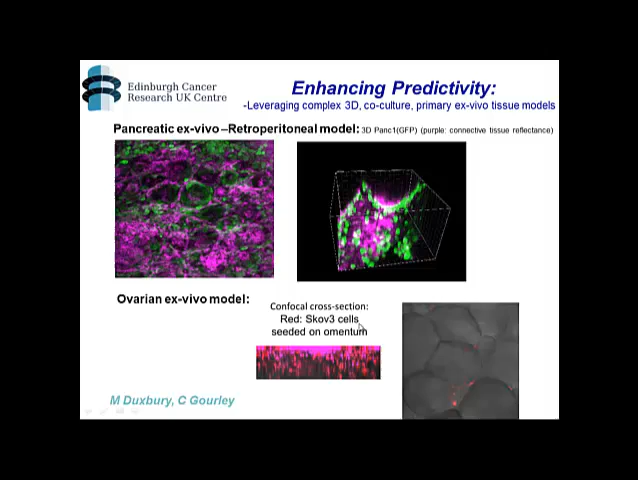 Edinburgh Cancer
Research UK Centre
Enhancing Predictivity:
-Leveraging complex 3D, co-culture, primary ex-vivo tissue models
Pancreatic ex-vivo –Retroperitoneal model: 3D Panc1(GFP) (purple: connective tissue reflectance)
Ovarian ex-vivo model:
Confocal cross-section:
Red: Skov3 cells
seeded on omentum
M Duxbury, C Gourley